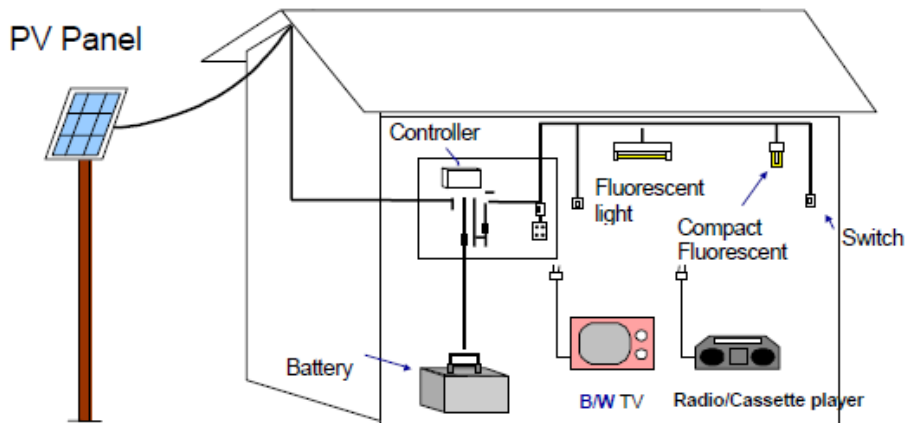 PV Panel
Controller
Fluorescent
light
Compact
Fluorescent
Switch
Battery
B/W TV
Radio/Cassette player